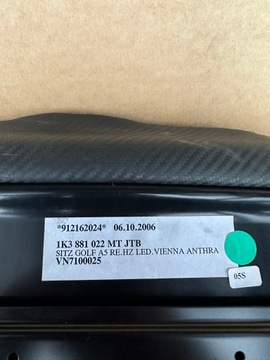 *912162024* 06.10.2006
1K3 881 022 MT JTB
SITZ GOLF A5 RE.HZ LED.VIENNA ANTHRA
VN7100025
05S